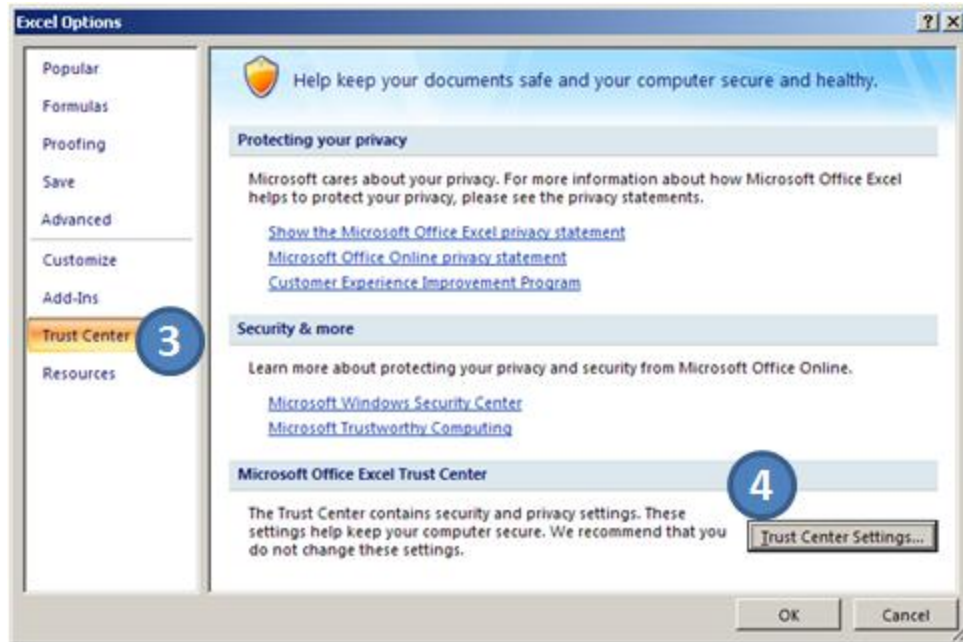 Excel Options
Popular
Formulas
Proofing
Save
Advanced
Customize
Add-Ins
Trust Center
3
Resources
Help keep your documents safe and your computer secure and healthy.
Protecting your privacy
Microsoft cares about your privacy. For more information about how Microsoft Office Excel
helps to protect your privacy, please see the privacy statements.
Show the Microsoft Office Excel privacy statement
Microsoft Office Online privacy statement
Customer Experience Improvement Program
Security & more
Learn more about protecting your privacy and security from Microsoft Office Online.
Microsoft Windows Security Center
Microsoft Trustworthy Computing
Microsoft Office Excel Trust Center
4
The Trust Center contains security and privacy settings. These
settings help keep your computer secure. We recommend that you
do not change these settings.
Trust Center Settings...
OK
Cancel